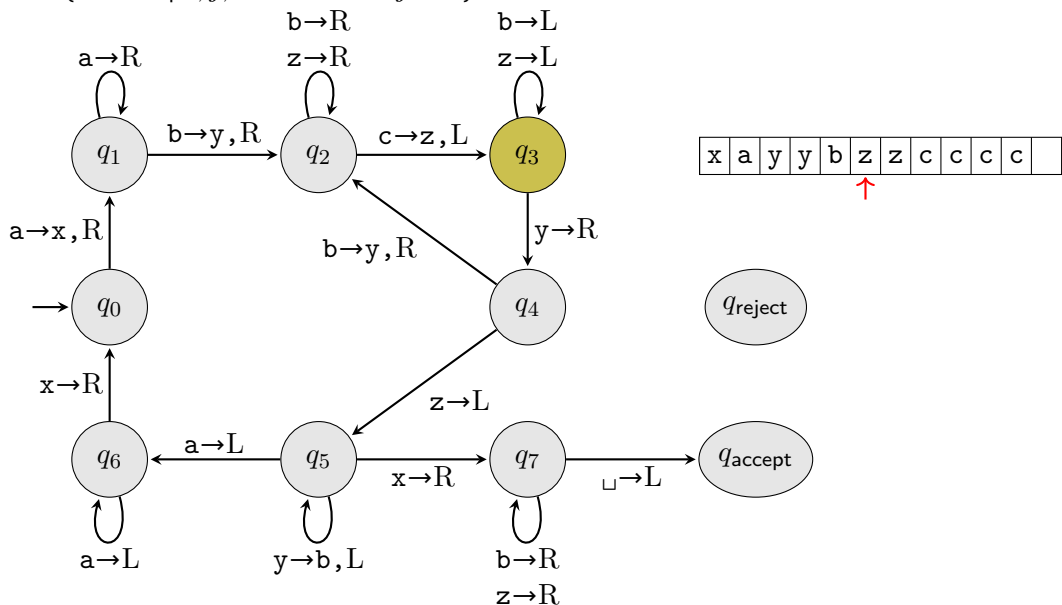 b→R
b→L
a→R
z→R
z→L
q1
b→y,R
q2
c→z,L
q3
x a y y b z z c c c c
↑
a→x,R
b→y,R
y→R
q0
q4
qreject
x→R
z→L
q6
a→L
q5
x→R
q7
␣→L
qaccept
a→L
y→b,L
b→R
z→R